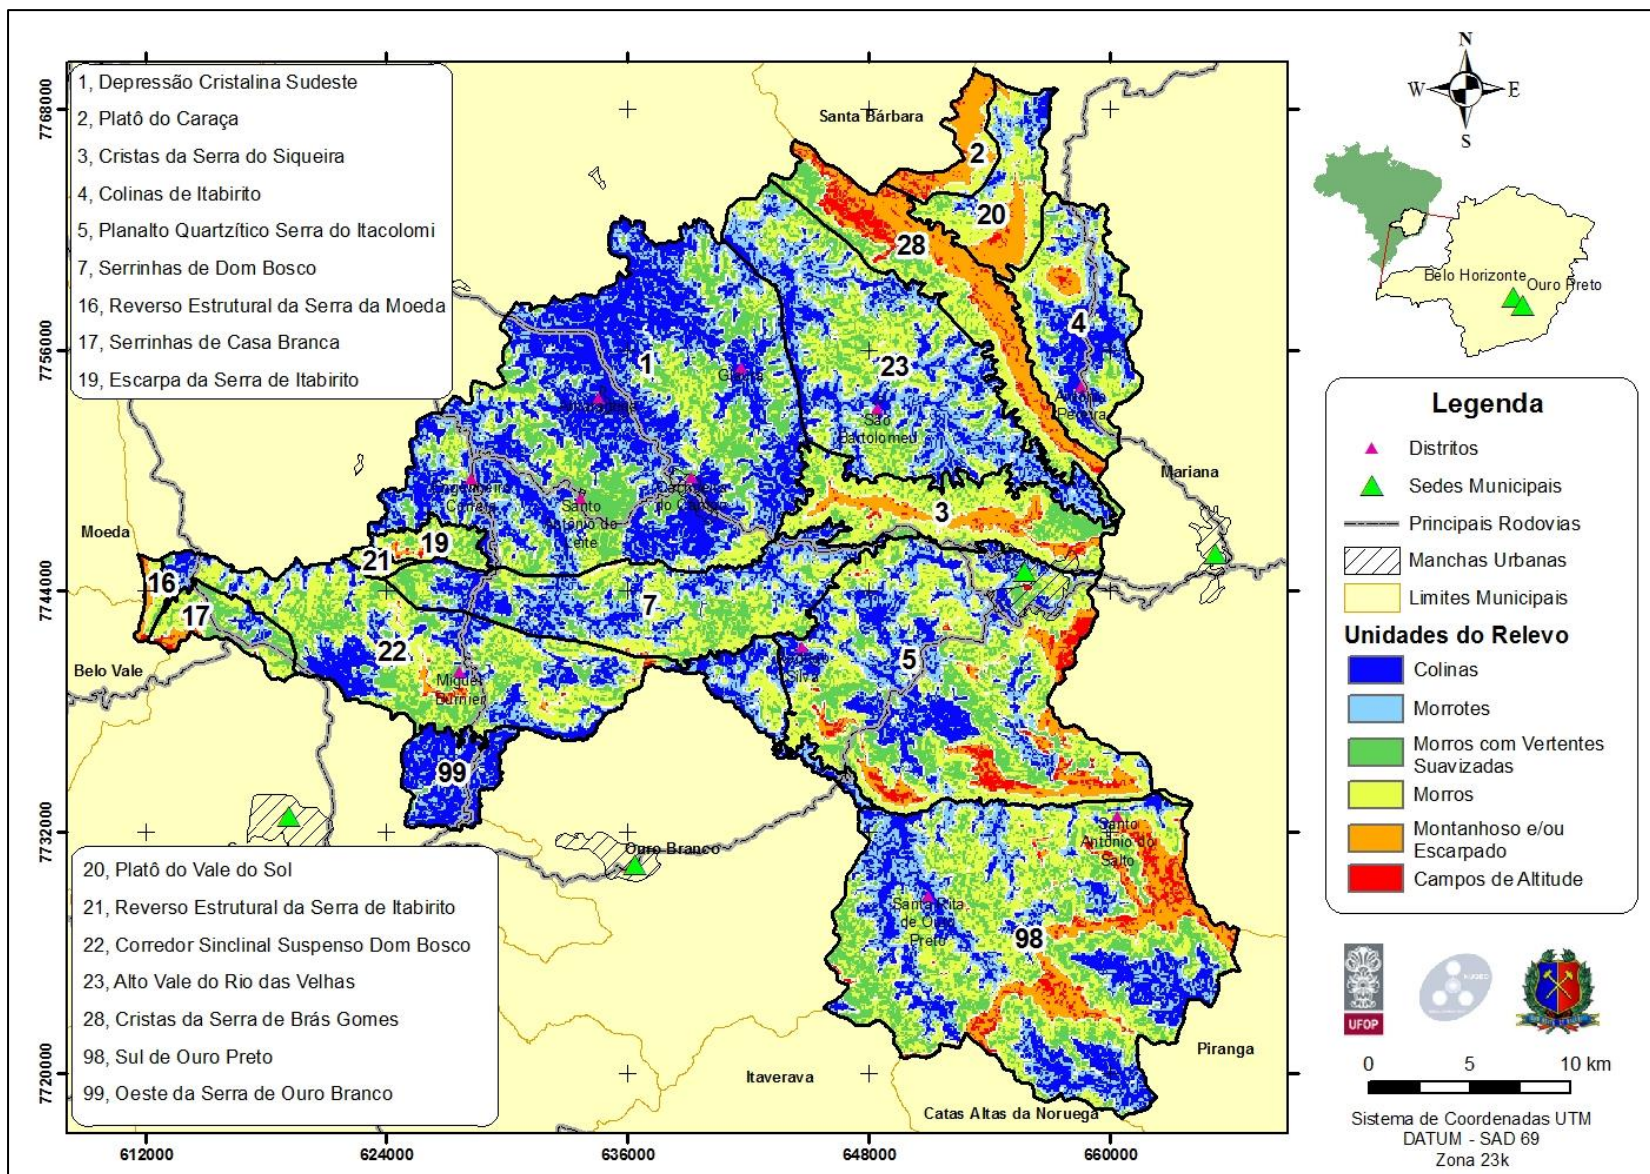 1, Depressão Cristalina Sudeste
2, Platô do Caraça
3, Cristas da Serra do Siqueira
4, Colinas de Itabirito
5, Planalto Quartzítico Serra do Itacolomi
7, Serrinhas de Dom Bosco
16, Reverso Estrutural da Serra da Moeda
17, Serrinhas de Casa Branca
19, Escarpa da Serra de Itabirito
20, Platô do Vale do Sol
21, Reverso Estrutural da Serra de Itabirito
22, Corredor Sinclinal Suspenso Dom Bosco
23, Alto Vale do Rio das Velhas
28, Cristas da Serra de Brás Gomes
98, Sul de Ouro Preto
99, Oeste da Serra de Ouro Branco
7768000
7756000
7744000
7732000
7720000
612000
624000
636000
648000
660000
Santa Bárbara
Mariana
Moeda
Belo Vale
Ouro Branco
Itaverava
Catas Altas da Noruega
Piranga
2
20
28
4
1
23
3
19
21
16
17
7
22
5
99
98
São
Bartolomeu
Antônio
Pereira
Santo
Antônio do
Leite
Miguel
Burnier
Silva
Santo
Antônio do
Salto
Santa Rita
de Ouro
Preto
N
W
E
S
Belo Horizonte
Ouro Preto
Legenda
Distritos
Sedes Municipais
Principais Rodovias
Manchas Urbanas
Limites Municipais
Unidades do Relevo
Colinas
Morrotes
Morros com Vertentes
Suavizadas
Morros
Montanhoso e/ou
Escarpado
Campos de Altitude
UFOP
0 5 10 km
Sistema de Coordenadas UTM
DATUM - SAD 69
Zona 23k